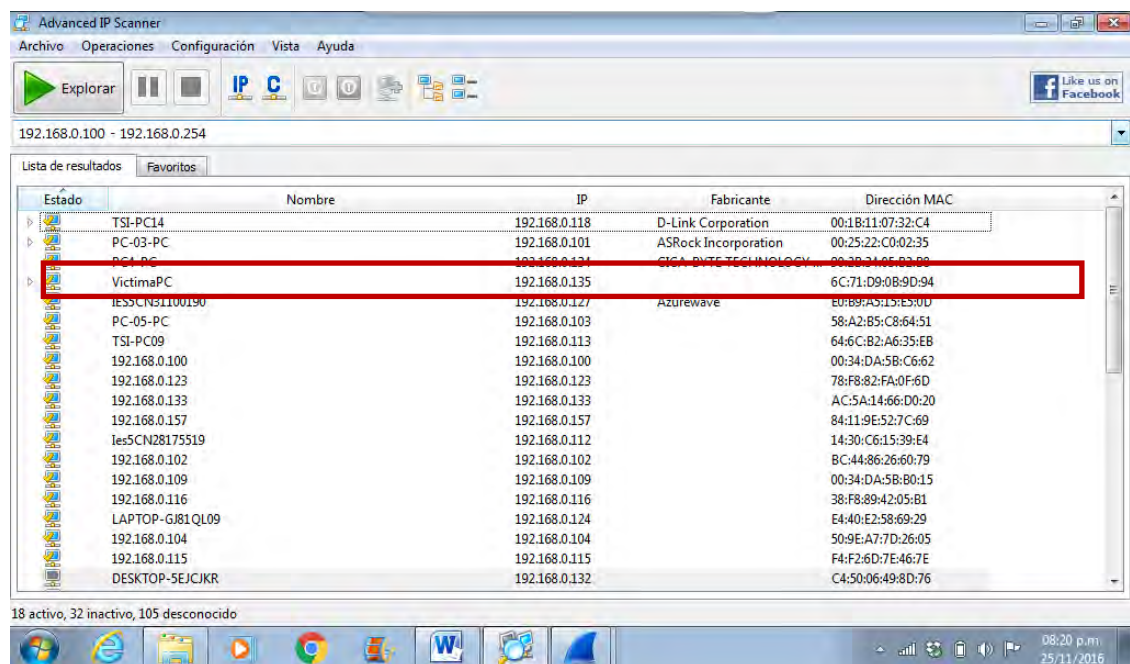 Advanced IP Scanner
Archivo Operaciones Configuración Vista Ayuda
Explorar IP C
Like us on
Facebook
192.168.0.100 - 192.168.0.254
Lista de resultados Favoritos
Estado Nombre IP Fabricante Dirección MAC
TSI-PC14 192.168.0.118 D-Link Corporation 00:1B:11:07:32:C4
PC-03-PC 192.168.0.101 ASRock Incorporation 00:25:22:C0:02:35
VictimaPC 192.168.0.135 6C:71:D9:0B:9D:94
IES5CN31100190 192.168.0.127 Azurewave E0:B9:A5:15:E5:0D
PC-05-PC 192.168.0.103 58:A2:B5:C8:64:51
TSI-PC09 192.168.0.113 64:6C:B2:A6:35:EB
192.168.0.100 192.168.0.100 00:34:DA:5B:C6:62
192.168.0.123 192.168.0.123 78:F8:82:FA:0F:6D
192.168.0.133 192.168.0.133 AC:5A:14:66:D0:20
192.168.0.157 192.168.0.157 84:11:9E:52:7C:69
Ies5CN28175519 192.168.0.112 14:30:C6:15:39:E4
192.168.0.102 192.168.0.102 BC:44:86:26:60:79
192.168.0.109 192.168.0.109 00:34:DA:5B:B0:15
192.168.0.116 192.168.0.116 38:F8:89:42:05:B1
LAPTOP-GJ81QL09 192.168.0.124 E4:40:E2:58:69:29
192.168.0.104 192.168.0.104 50:9E:A7:7D:26:05
192.168.0.115 192.168.0.115 F4:F2:6D:7E:46:7E
DESKTOP-5EJCJKR 192.168.0.132 C4:50:06:49:8D:76
18 activo, 32 inactivo, 105 desconocido
W
08:20 p.m.
25/11/2016